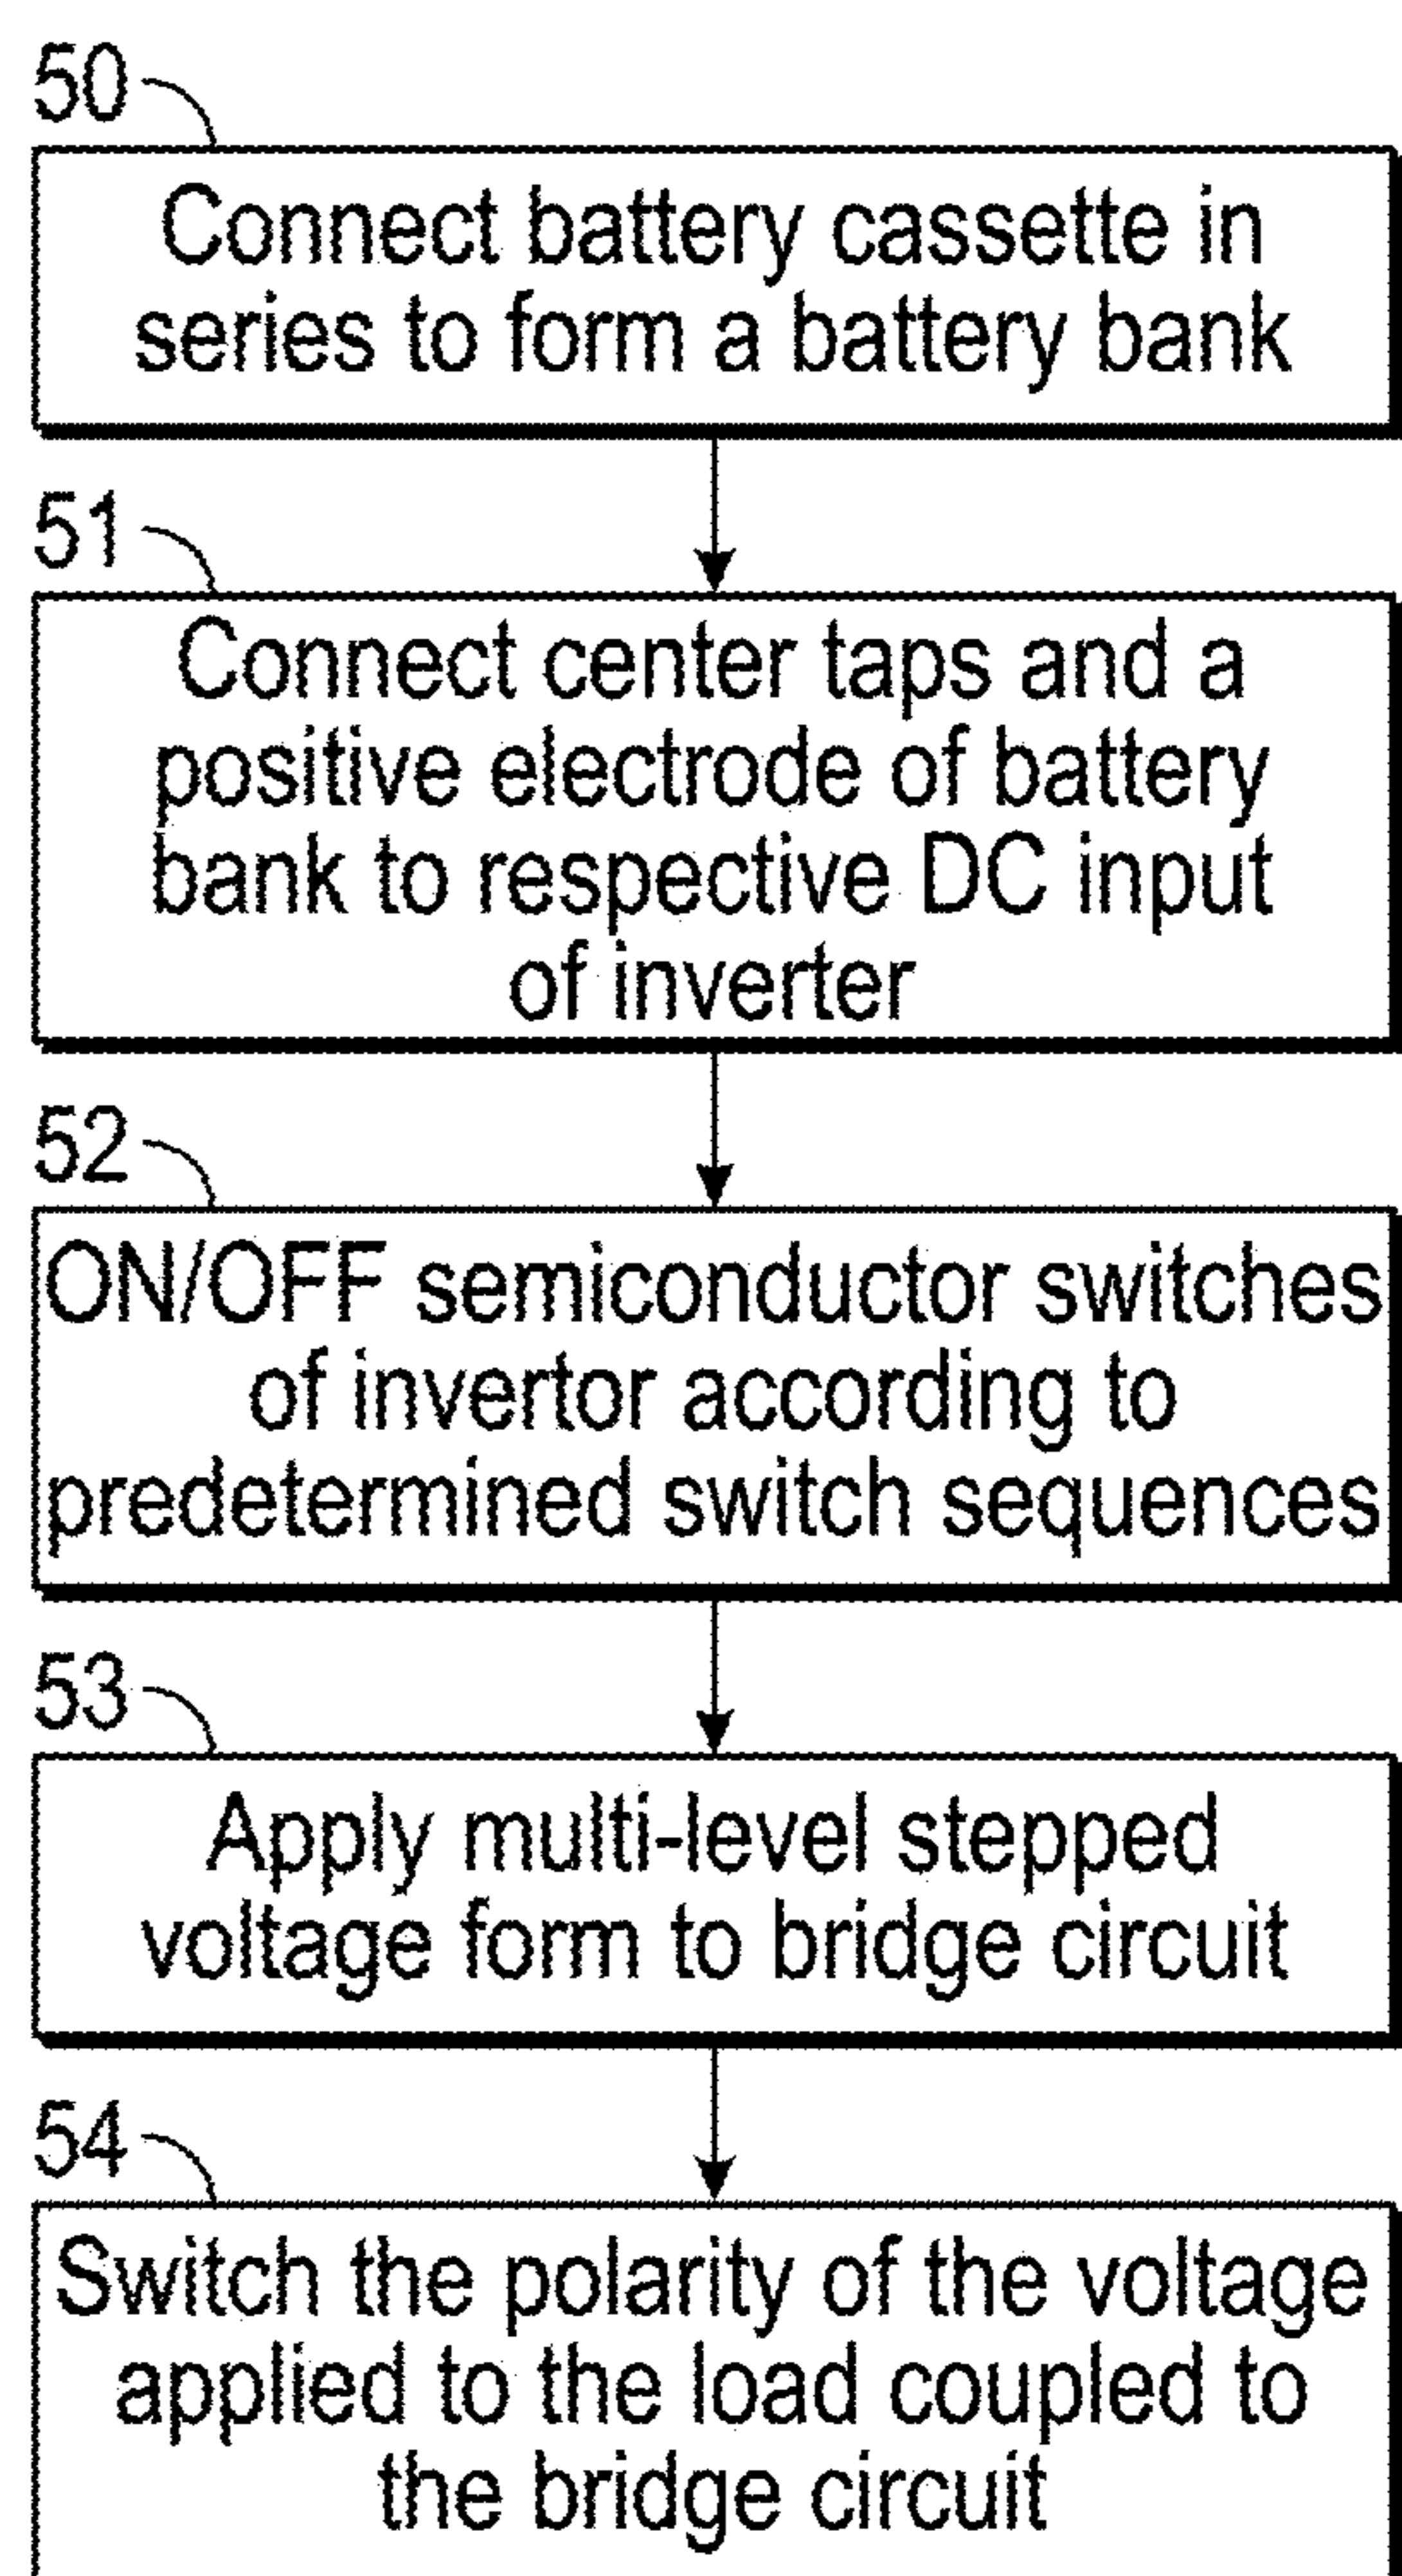 50
Connect battery cassette in
series to form a battery bank
51
Connect center taps and a
positive electrode of battery
bank to respective DC input
of inverter
52
ON/OFF semiconductor switches
of invertor according to
predetermined switch sequences
53
Apply multi-level stepped
voltage form to bridge circuit
54
Switch the polarity of the voltage
applied to the load coupled to
the bridge circuit